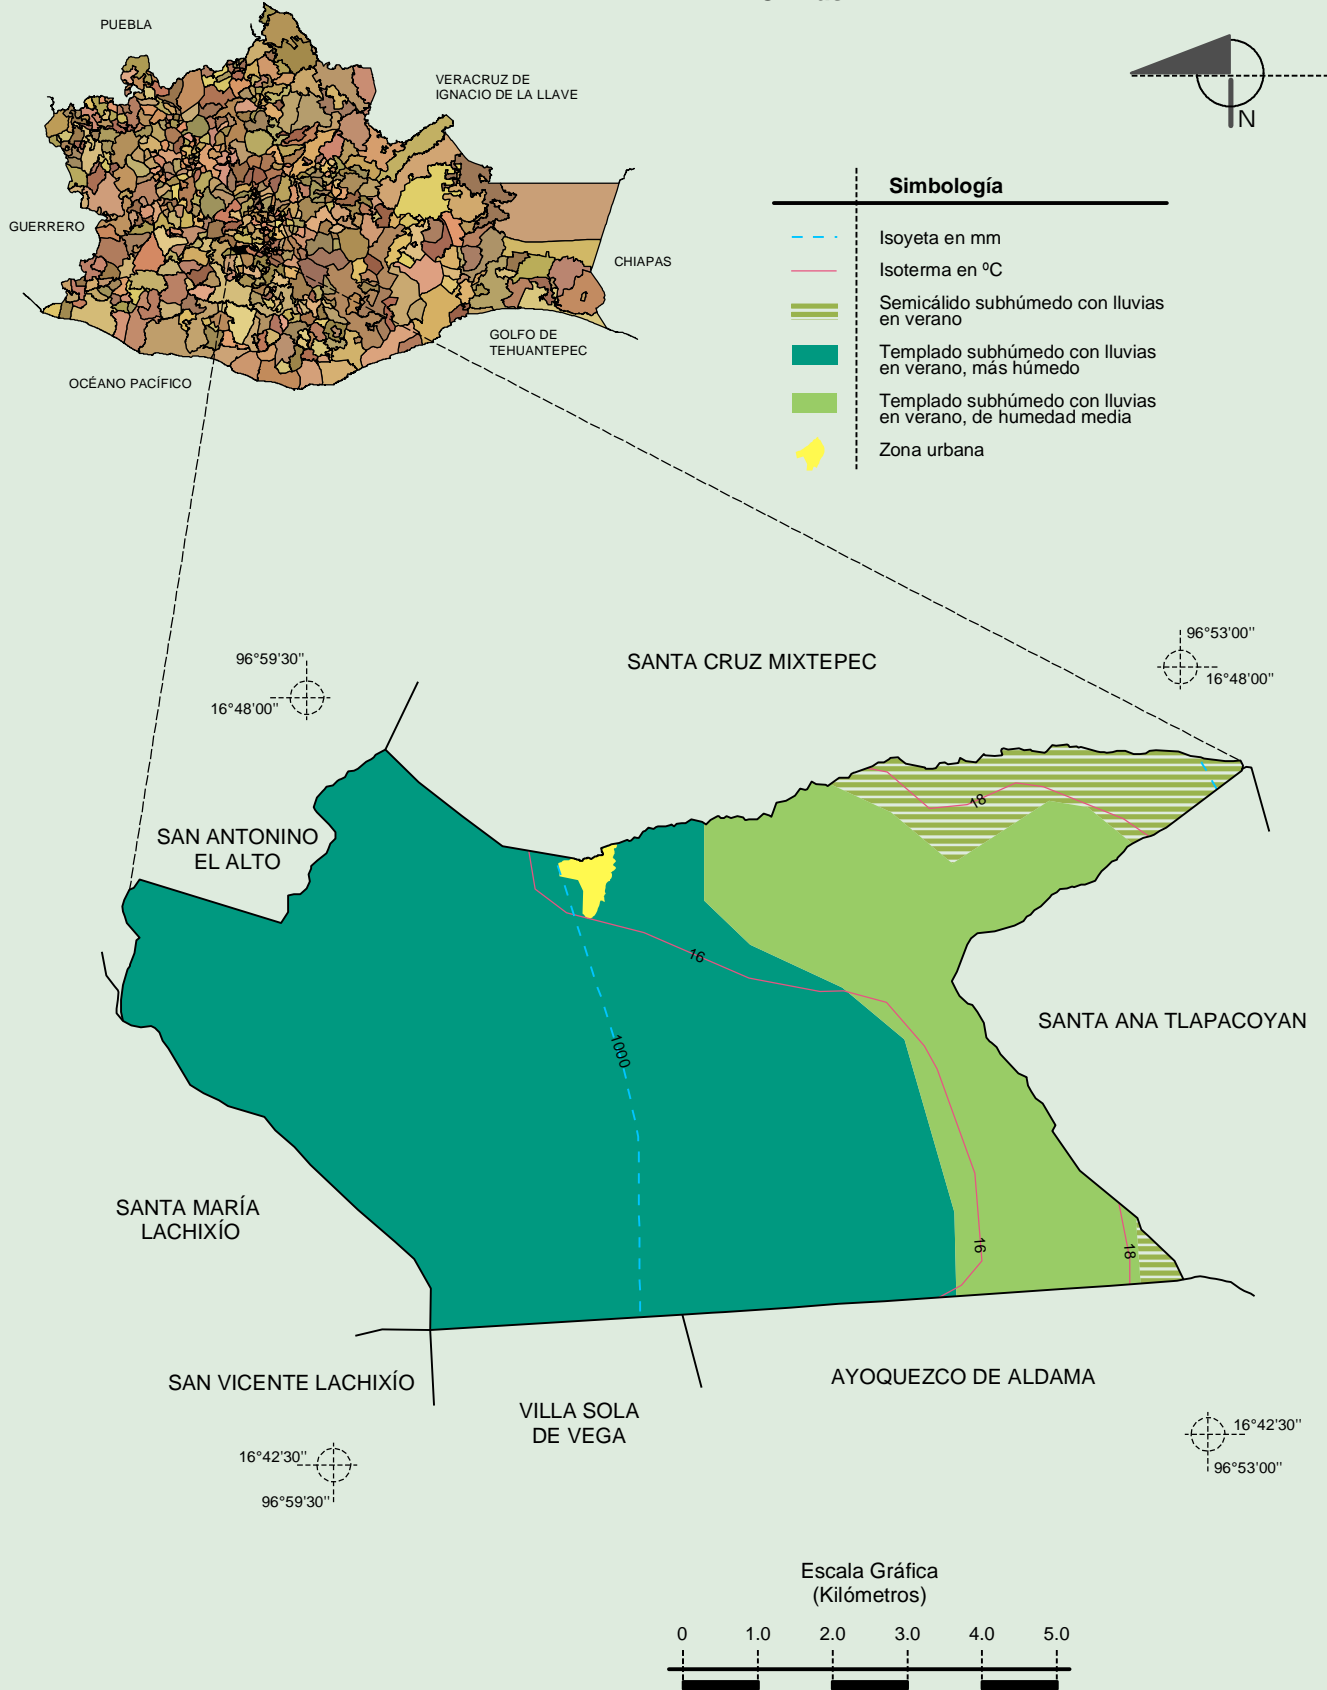 PUEBLA
VERACRUZ DE
IGNACIO DE LA LLAVE
N
GUERRERO
CHIAPAS
GOLFO DE
TEHUANTEPEC
OCÉANO PACÍFICO
Simbología
Isoyeta en mm
Isoterma en ºC
Semicálido subhúmedo con lluvias
en verano
Templado subhúmedo con lluvias
en verano, más húmedo
Templado subhúmedo con lluvias
en verano, de humedad media
Zona urbana
96°59'30''
16°48'00''
SANTA CRUZ MIXTEPEC
96°53'00''
16°48'00''
SAN ANTONINO
EL ALTO
18
16
1000
SANTA ANA TLAPACOYAN
SANTA MARÍA
LACHIXÍO
16
18
SAN VICENTE LACHIXÍO
VILLA SOLA
DE VEGA
AYOQUEZCO DE ALDAMA
16°42'30''
96°59'30''
16°42'30''
96°53'00''
Escala Gráfica
(Kilómetros)
0 1.0 2.0 3.0 4.0 5.0